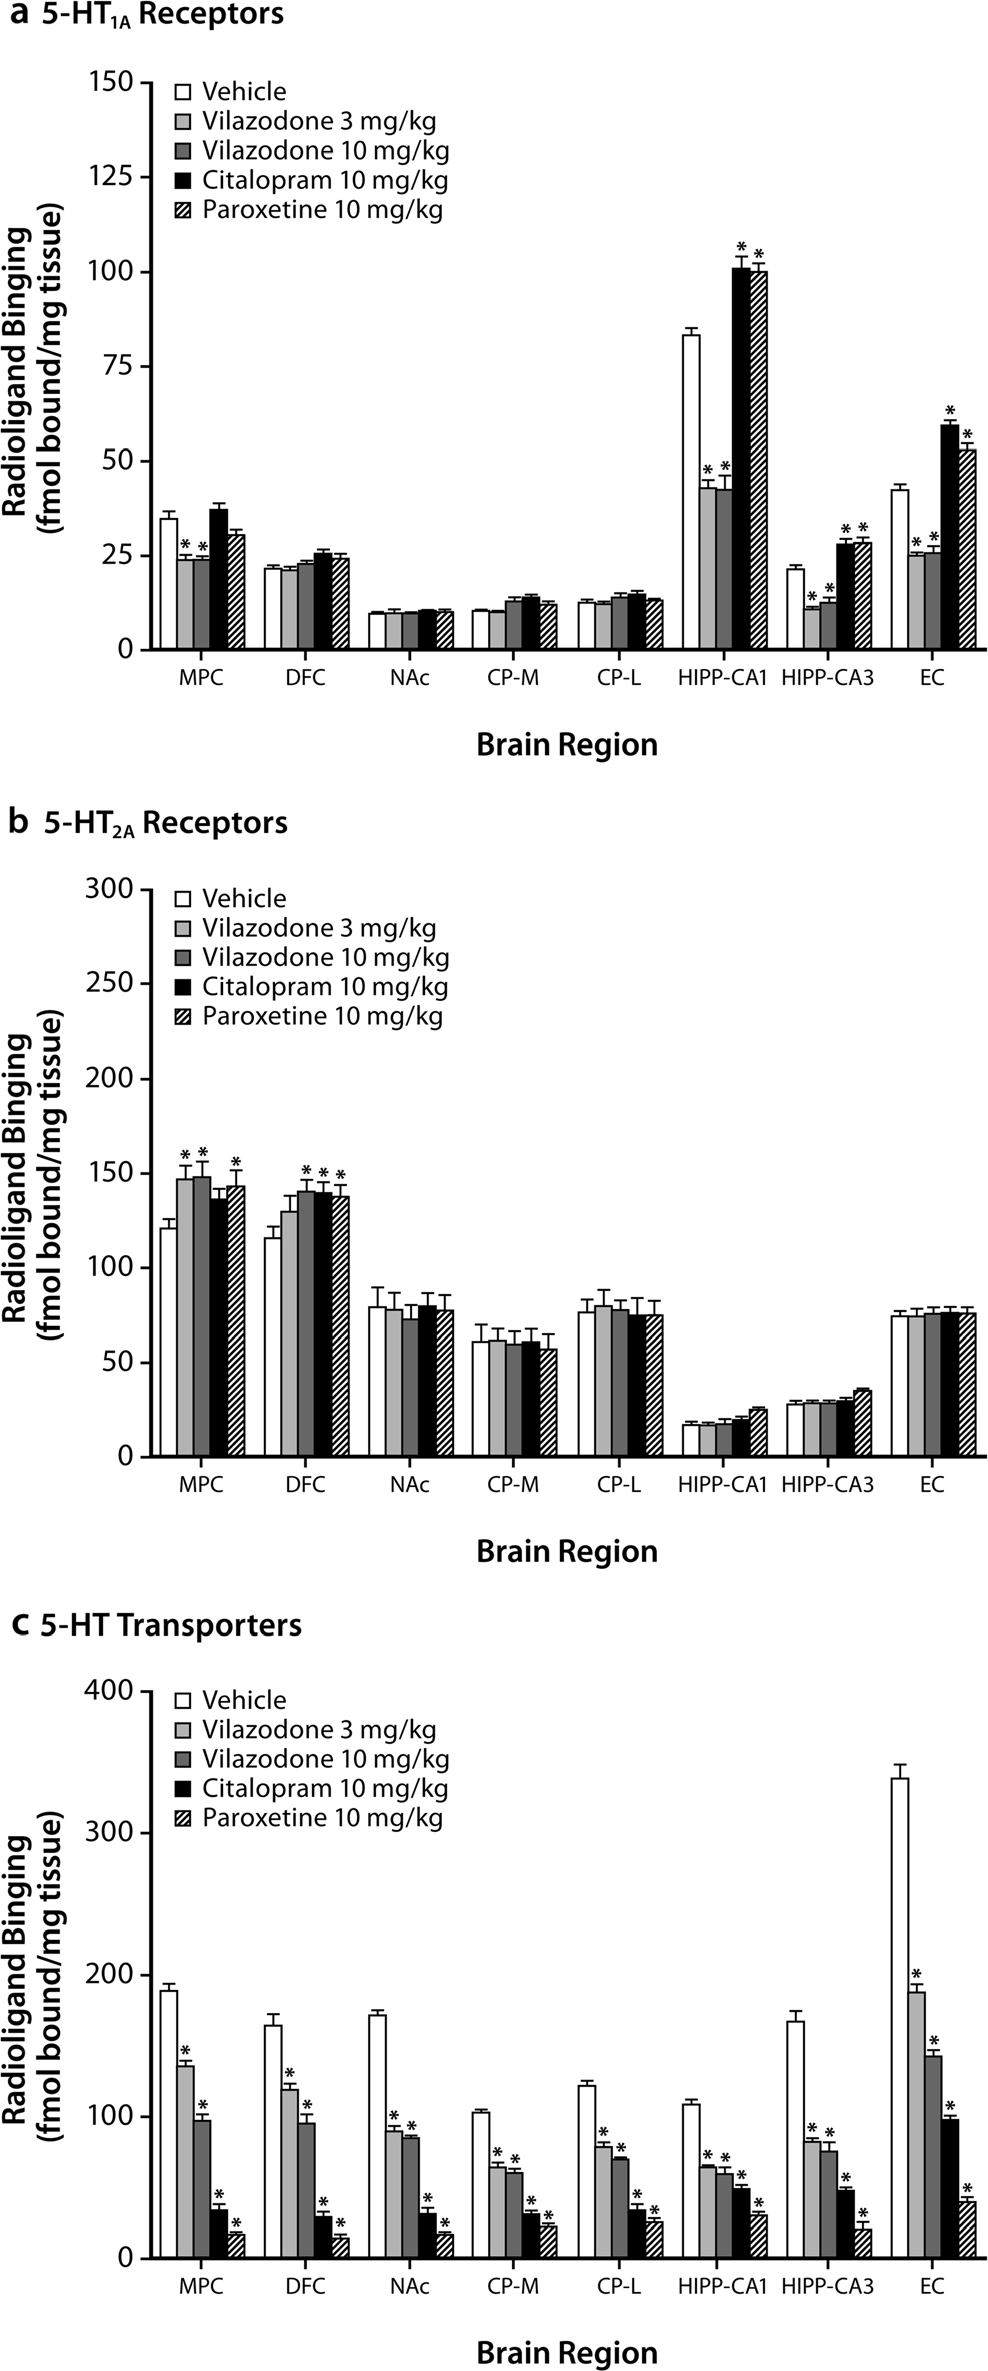 a 5-HT1A Receptors
150
125
100
75
50
25
0
Radioligand Binging
(fmol bound/mg tissue)
Vehicle
Vilazodone 3 mg/kg
Vilazodone 10 mg/kg
Citalopram 10 mg/kg
Paroxetine 10 mg/kg
* * * * * * * * * * * * * *
MPC DFC NAc CP-M CP-L HIPP-CA1 HIPP-CA3 EC
Brain Region
b 5-HT2A Receptors
300
250
200
150
100
50
0
Radioligand Binging
(fmol bound/mg tissue)
Vehicle
Vilazodone 3 mg/kg
Vilazodone 10 mg/kg
Citalopram 10 mg/kg
Paroxetine 10 mg/kg
* * * * * *
MPC DFC NAc CP-M CP-L HIPP-CA1 HIPP-CA3 EC
Brain Region
c 5-HT Transporters
400
300
200
100
0
Radioligand Binging
(fmol bound/mg tissue)
Vehicle
Vilazodone 3 mg/kg
Vilazodone 10 mg/kg
Citalopram 10 mg/kg
Paroxetine 10 mg/kg
* * * * * * * * * * * * * * * * * * * * * * * * * * * * * * * *
MPC DFC NAc CP-M CP-L HIPP-CA1 HIPP-CA3 EC
Brain Region